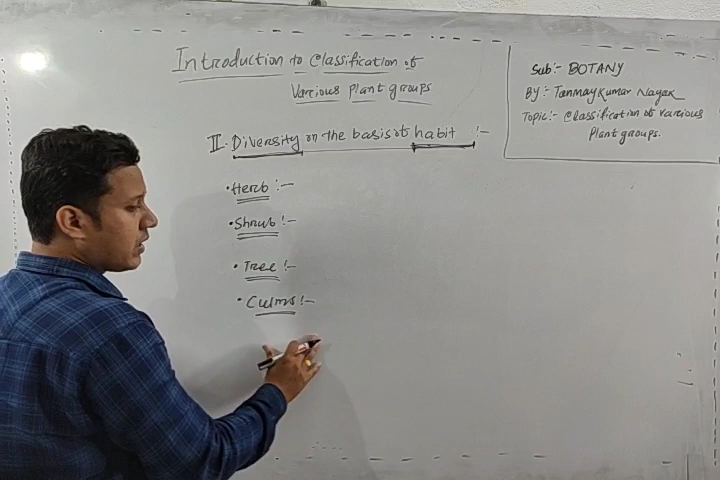 Introduction to Classification of
Various Plant groups
Sub:- BOTANY
By:- Tanmay Kumar Nayak
Topic:- Classification of various
Plant groups.
II. Diversity on the basis of habit :-
• Herb :-
• Shrub :-
• Tree :-
• Culms :-